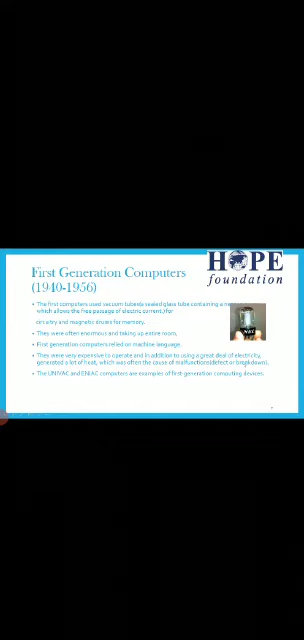 HOPE
foundation
First Generation Computers
(1940-1956)
• The first computers used vacuum tubes(a sealed glass tube containing a
which allows the free passage of electric current,)for
circuitry and magnetic drums for memory.
• They were often enormous and taking up entire room.
• First generation computers relied on machine language.
• They were very expensive to operate and in addition to using a great deal of electricity,
generated a lot of heat, which was often the cause of malfunctions(defect or breakdown).
• The UNIVAC and ENIAC computers are examples of first-generation computing devices.